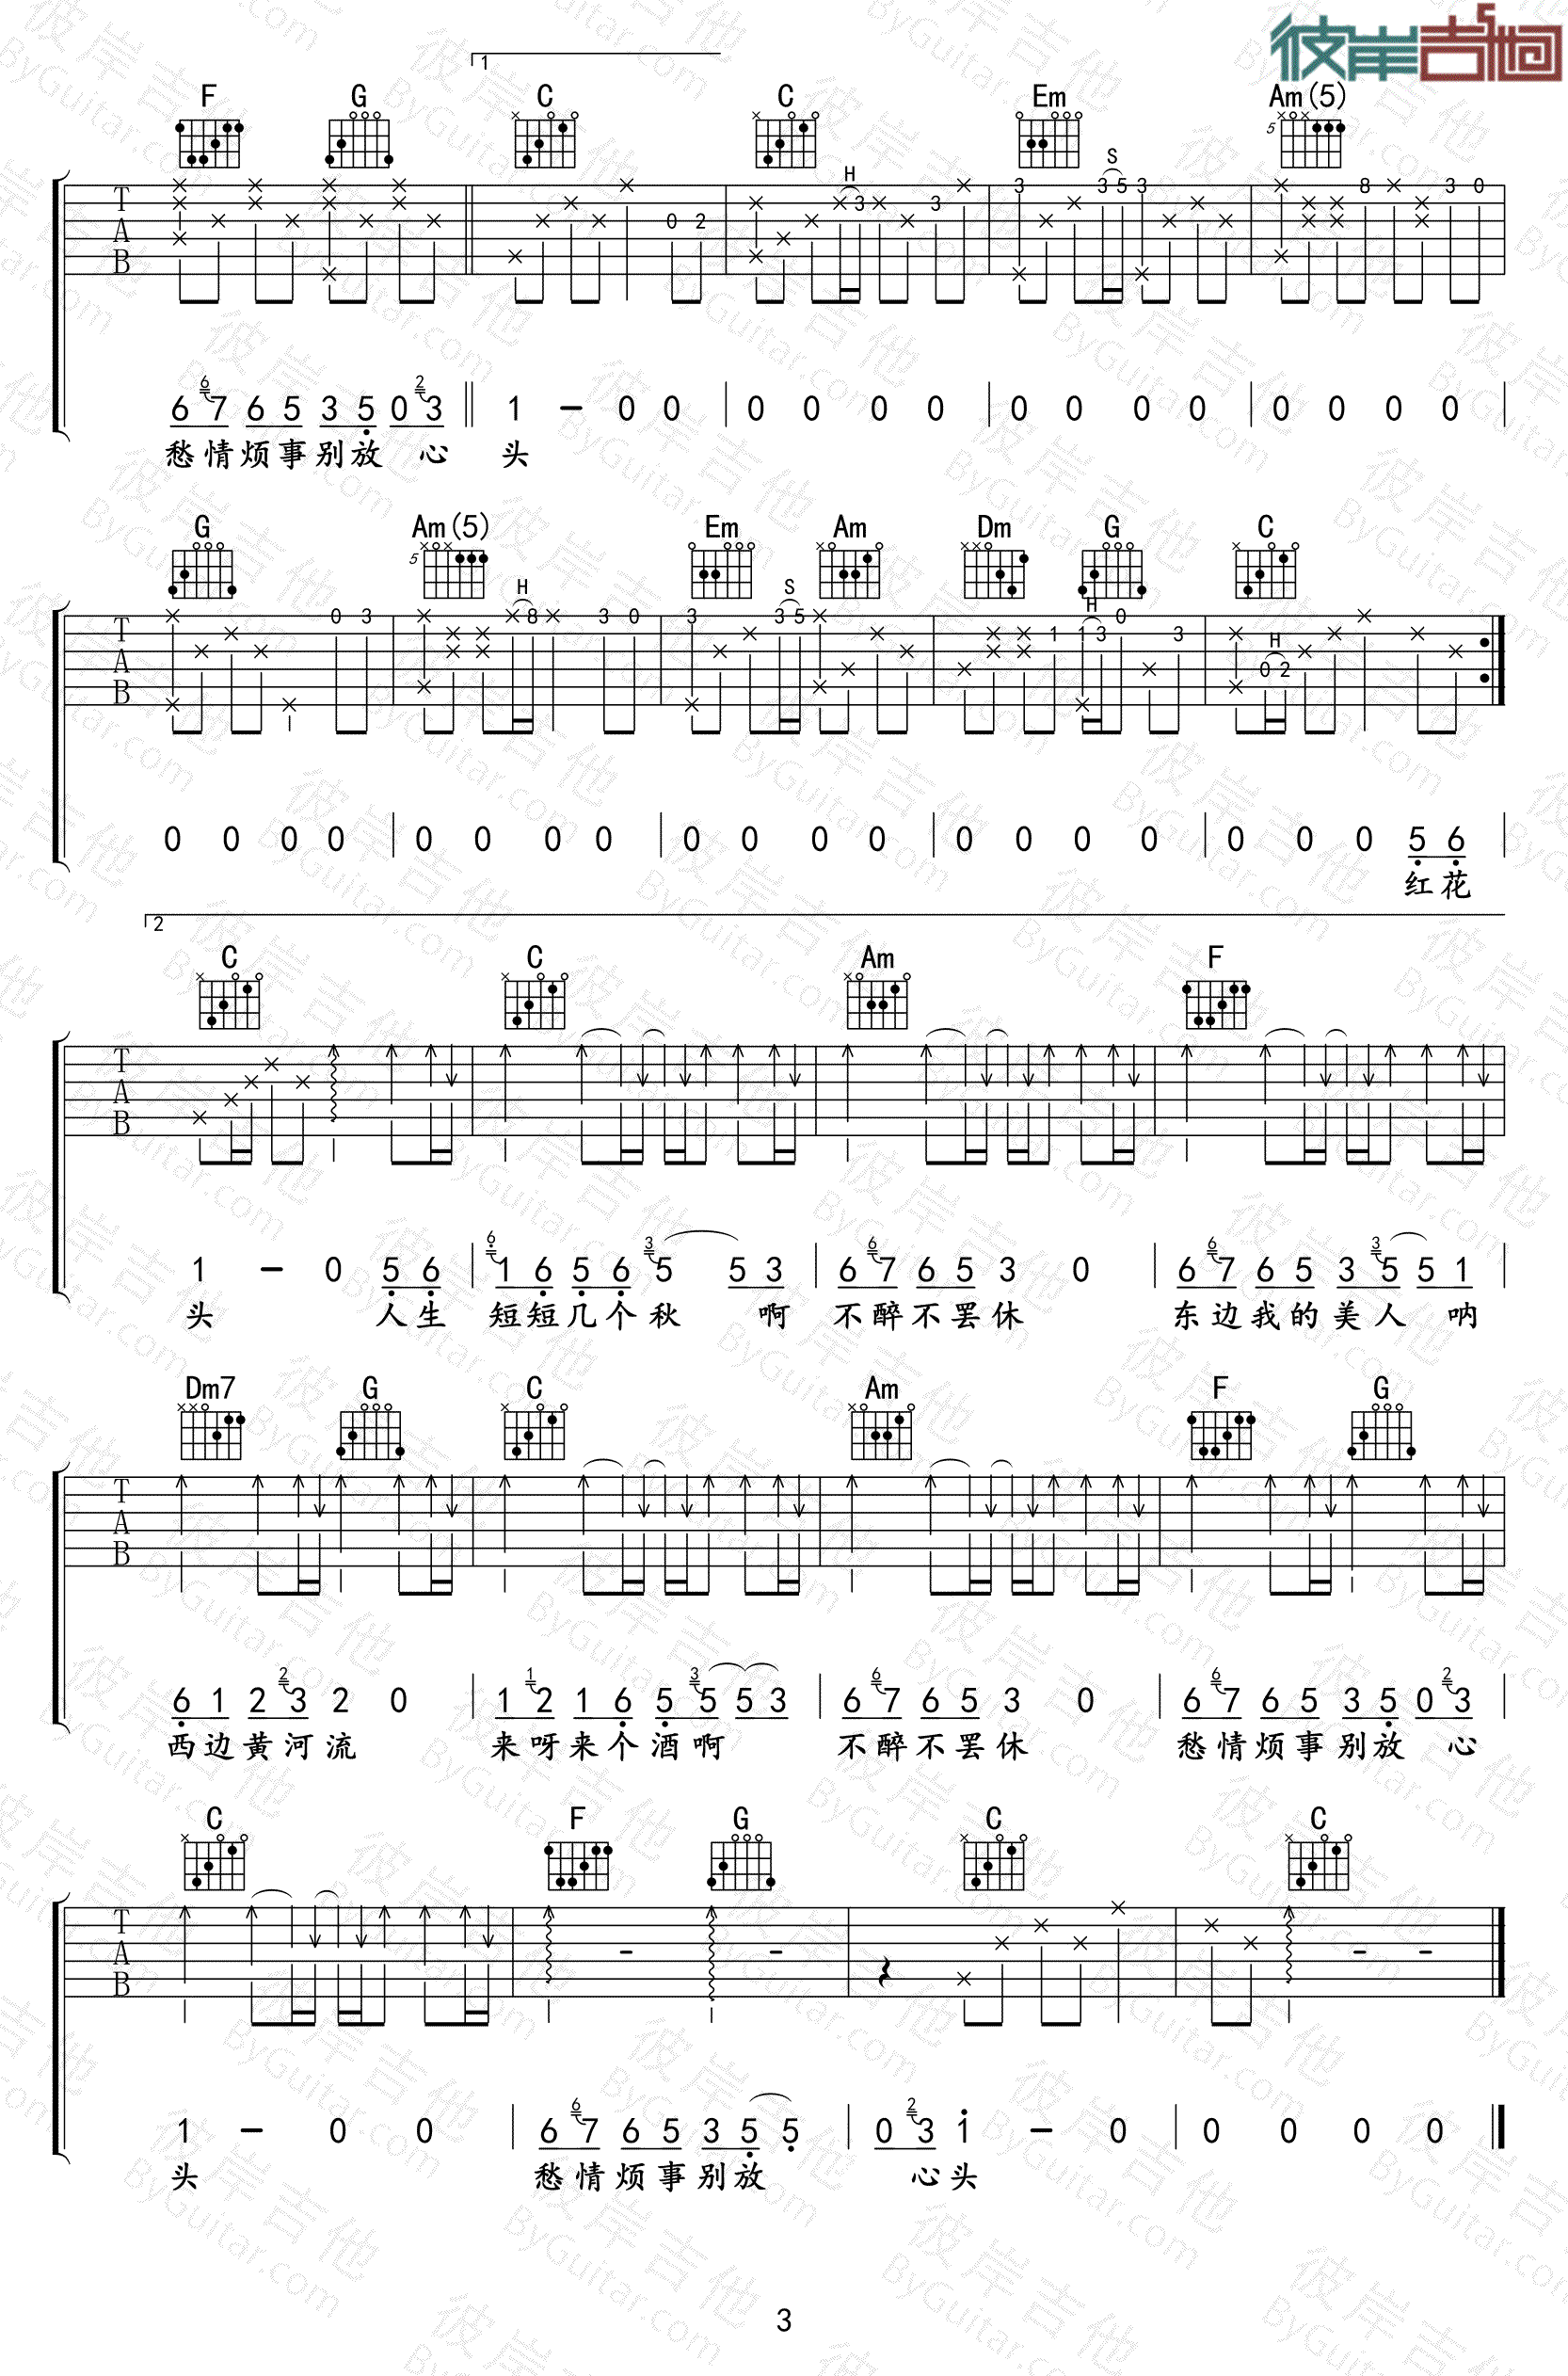 彼岸吉他
1
F G C C Em Am(5)
H S
愁情烦事别放 心 头
6 7 6 5 3 5 0 3 1 - 0 0 0 0 0 0 0 0 0 0 0 0 0 0
G Am(5) Em Am Dm G C
H S H H
0 0 0 0 0 0 0 0 0 0 0 0 0 0 0 0 0 0 0 5 6
红花
2
C C Am F
1 - 0 5 6 1 6 5 6 5 5 3 6 7 6 5 3 0 6 7 6 5 3 5 5 1
头 人生 短短几个秋 啊 不醉不罢休 东边我的美人 呐
Dm7 G C Am F G
6 1 2 3 2 0 1 2 1 6 5 5 5 3 6 7 6 5 3 0 6 7 6 5 3 5 0 3
西边黄河流 来呀来个酒啊 不醉不罢休 愁情烦事别放 心
C F G C C
1 - 0 0 6 7 6 5 3 5 5 0 3 1 - 0 0 0 0 0
头 愁情烦事别放 心头
3